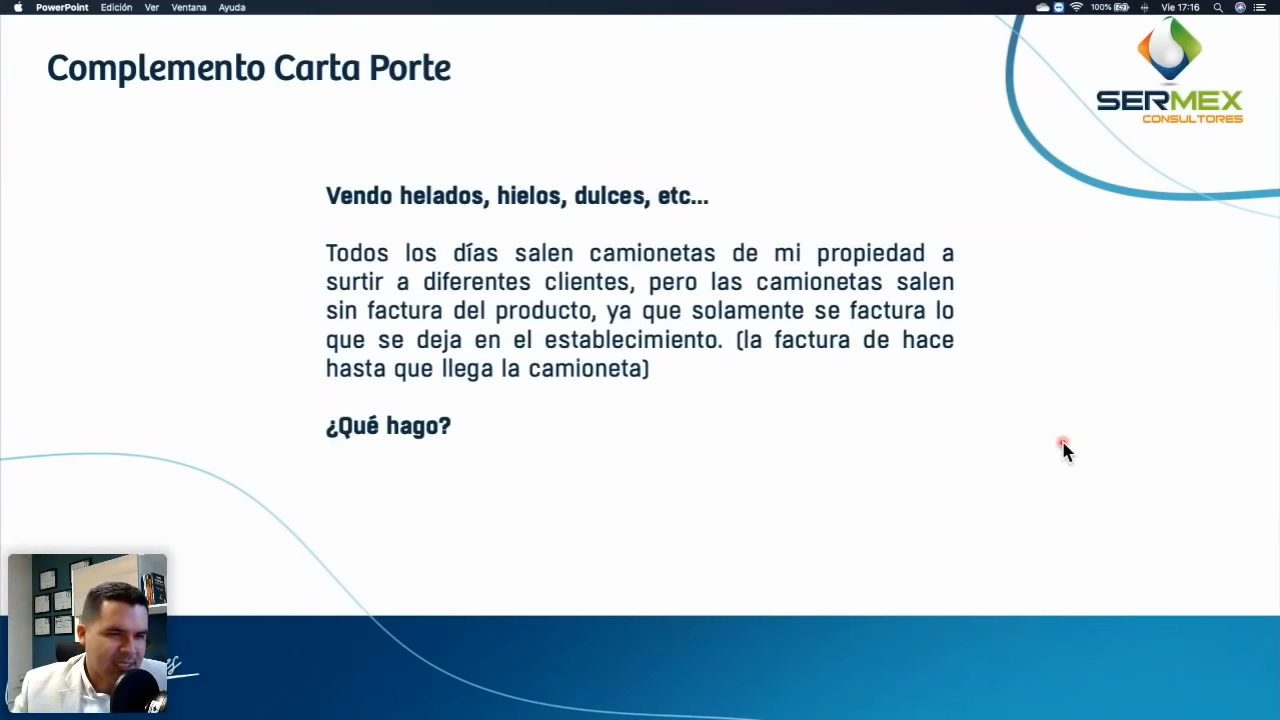 PowerPoint Edición Ver Ventana Ayuda 100% Vie 17:16
Complemento Carta Porte
SERMEX
CONSULTORES
Vendo helados, hielos, dulces, etc...
Todos los días salen camionetas de mi propiedad a
surtir a diferentes clientes, pero las camionetas salen
sin factura del producto, ya que solamente se factura lo
que se deja en el establecimiento. (la factura de hace
hasta que llega la camioneta)
¿Qué hago?